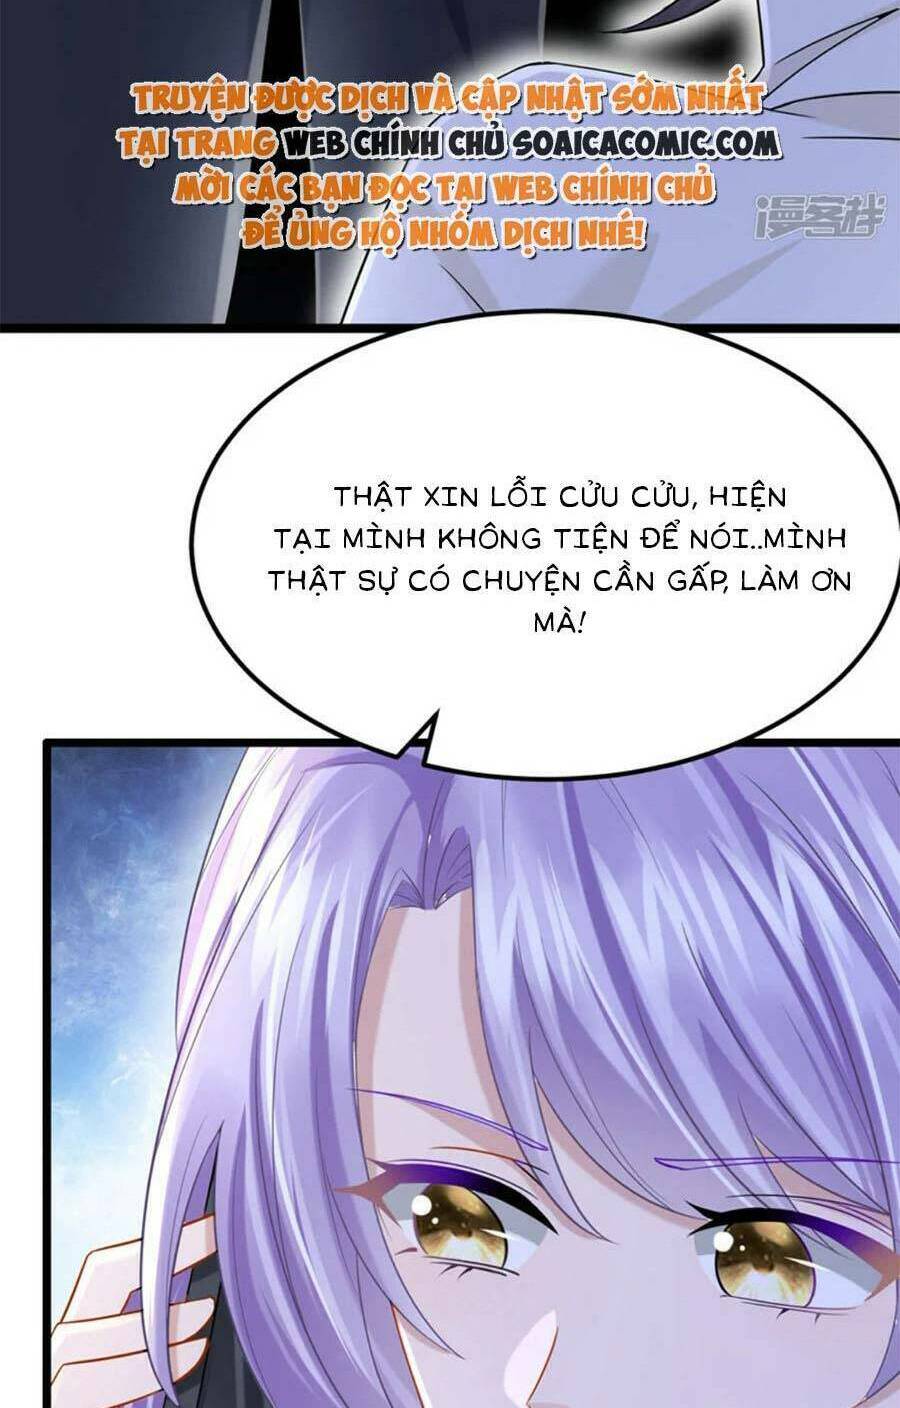 TRUYỆN ĐƯỢC DỊCH VÀ CẬP NHẬT SỚM NHẤT
TẠI TRANG WEB CHÍNH CHỦ SOAICACOMIC.COM
MỜI CÁC BẠN ĐỌC TẠI WEB CHÍNH CHỦ
ĐỂ ỦNG HỘ NHÓM DỊCH NHÉ!
漫客栈
THẬT XIN LỖI CỬU CỬU, HIỆN
TẠI MÌNH KHÔNG TIỆN ĐỂ NÓI..MÌNH
THẬT SỰ CÓ CHUYỆN CẦN GẤP, LÀM ƠN
MÀ!